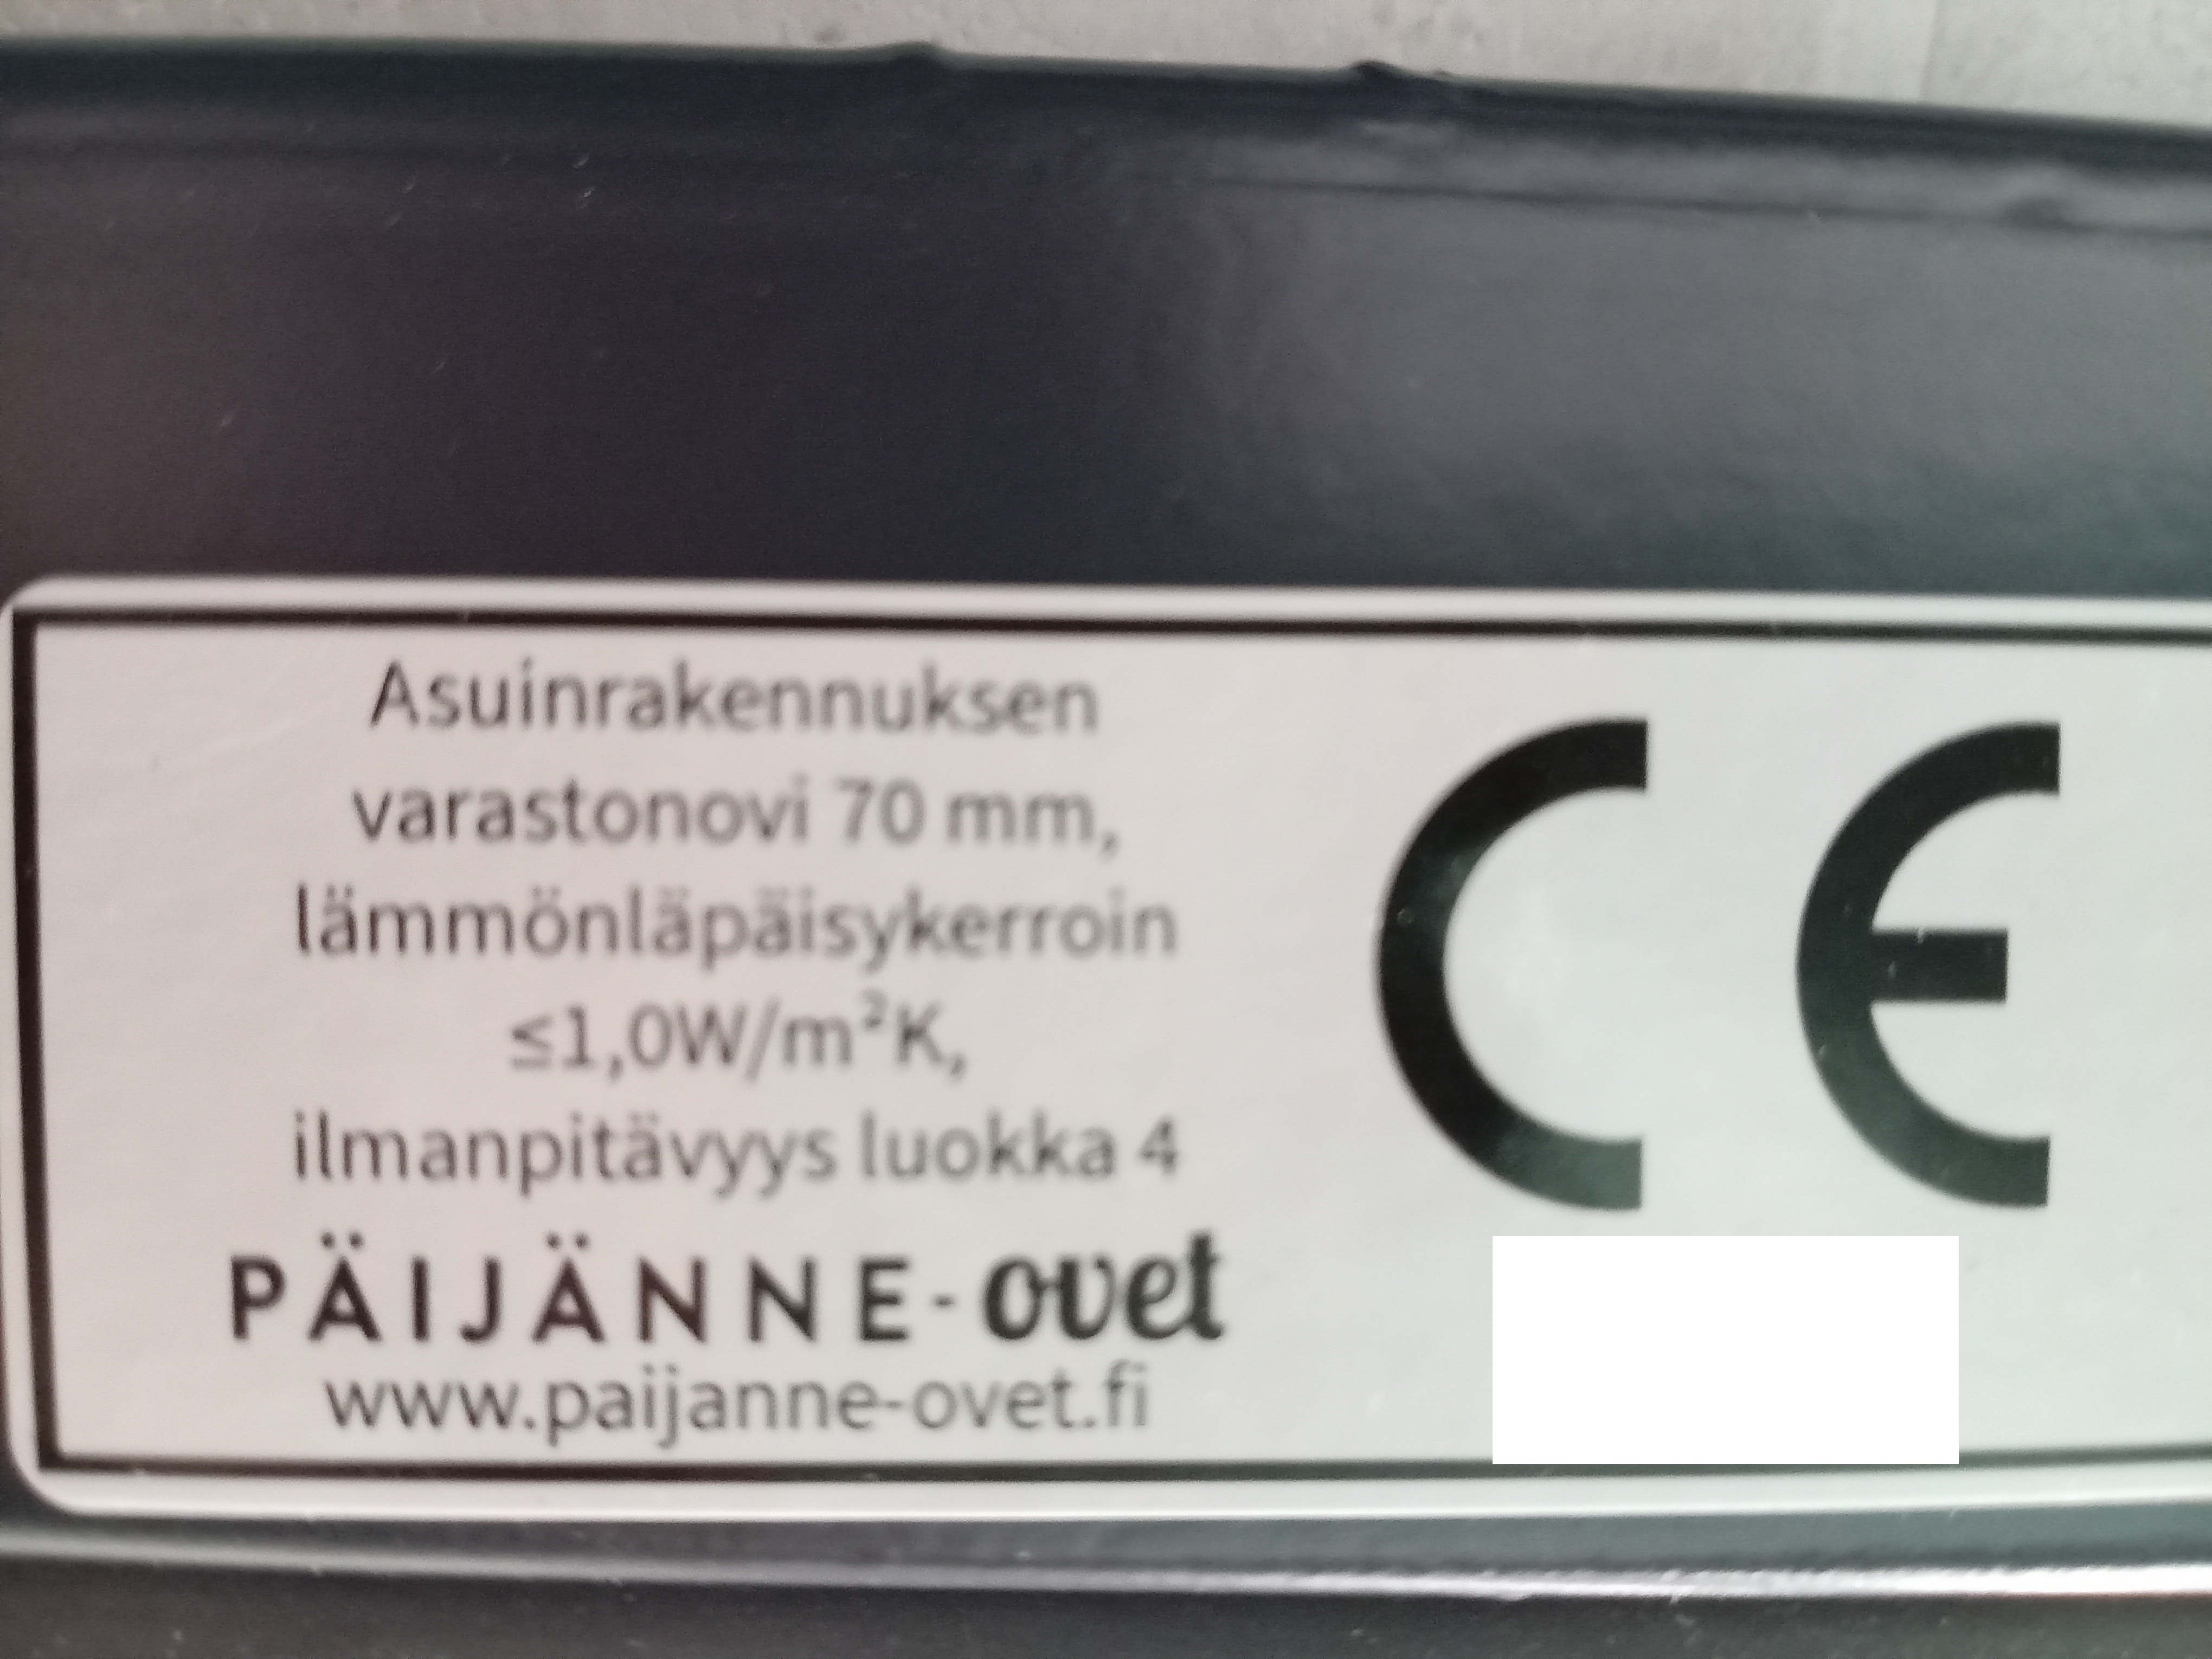 Asuinrakennuksen
varastonovi 70 mm,
lämmönläpäisykerroin
≤1,0W/m²K,
ilmanpitävyys luokka 4
PÄIJÄNNE-ovet
www.paijanne-ovet.fi
CE